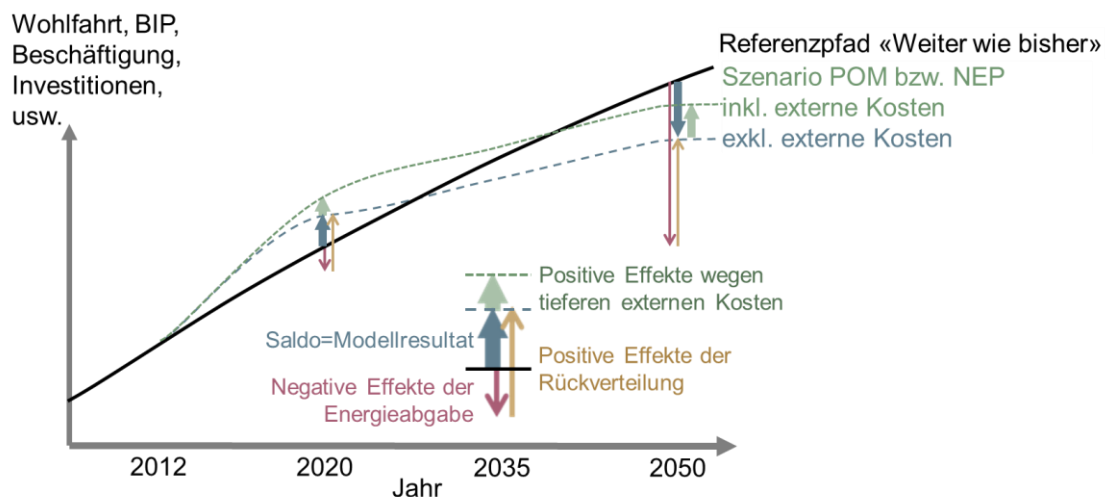 Wohlfahrt, BIP,
Beschäftigung,
Investitionen,
usw.
Referenzpfad «Weiter wie bisher»
Szenario POM bzw. NEP
inkl. externe Kosten
exkl. externe Kosten
Positive Effekte wegen
tieferen externen Kosten
Saldo=Modellresultat
Positive Effekte der
Rückverteilung
Negative Effekte der
Energieabgabe
2012
2020
2035
2050
Jahr